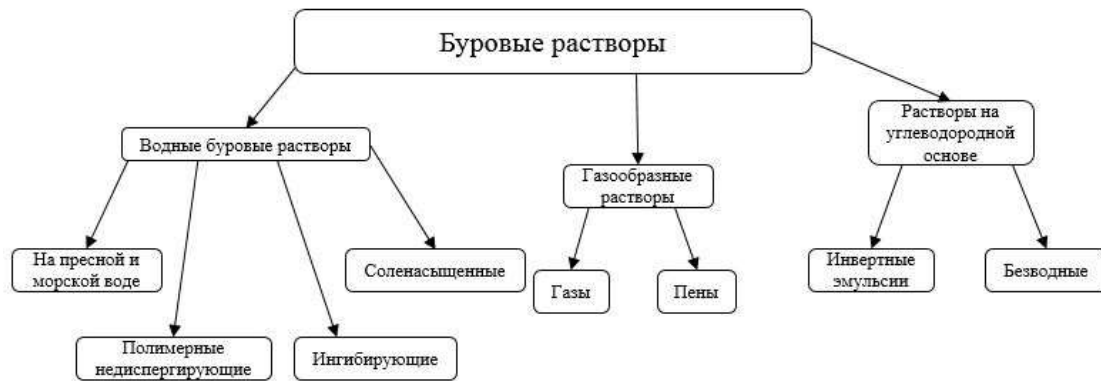 Буровые растворы
Водные буровые растворы
Газообразные
растворы
Растворы на
углеводородной
основе
На пресной и
морской воде
Полимерные
недиспергирующие
Ингибирующие
Соленасыщенные
Газы
Пены
Инвертные
эмульсии
Безводные